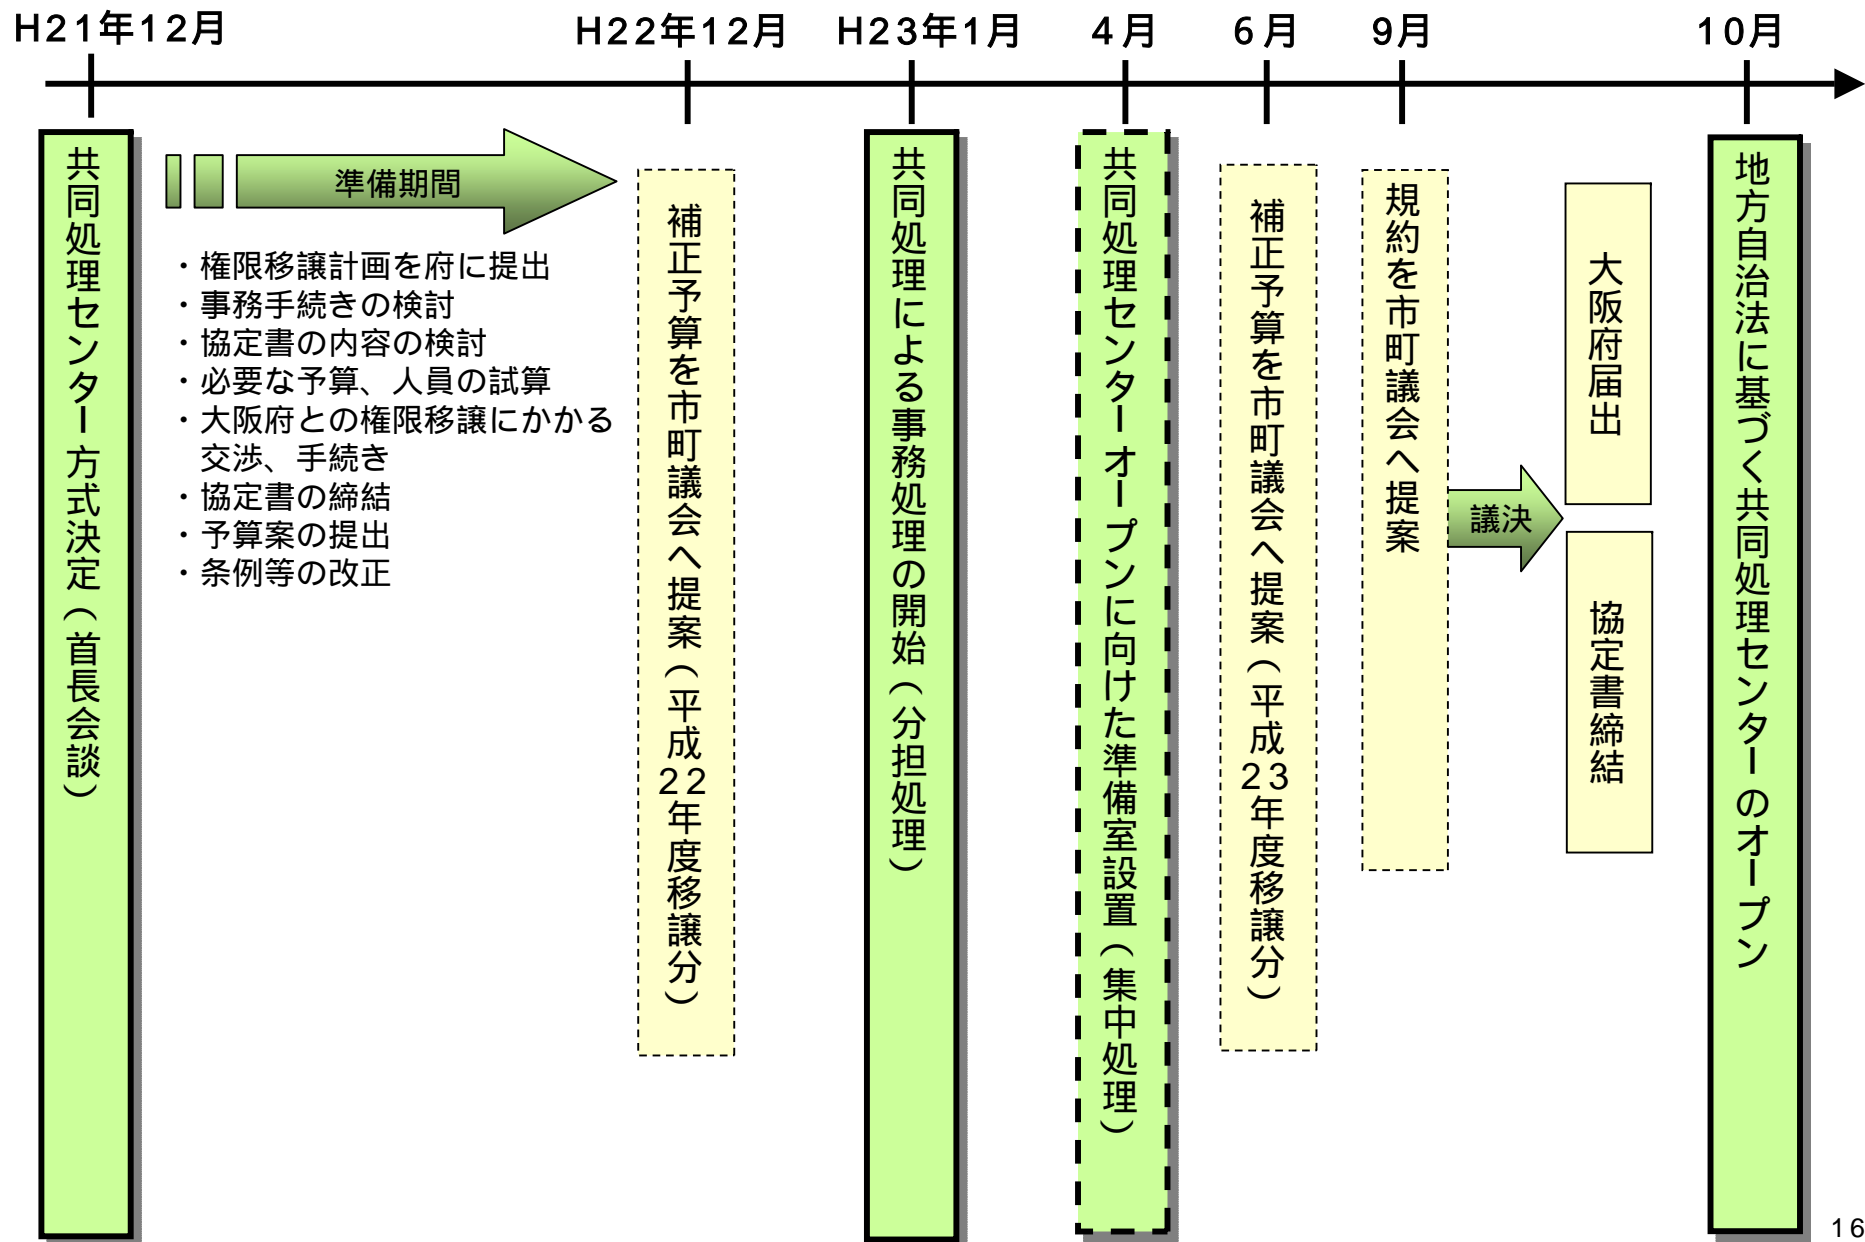 H21年12月
H22年12月
H23年1月
4月
6月
9月
10月
共同処理センター方式決定（首長会談）
準備期間
・権限移譲計画を府に提出
・事務手続きの検討
・協定書の内容の検討
・必要な予算、人員の試算
・大阪府との権限移譲にかかる
交渉、手続き
・協定書の締結
・予算案の提出
・条例等の改正
補正予算を市町議会へ提案（平成22年度移譲分）
共同処理による事務処理の開始（分担処理）
共同処理センターオープンに向けた準備室設置（集中処理）
補正予算を市町議会へ提案（平成23年度移譲分）
規約を市町議会へ提案
議決
大阪府届出
協定書締結
地方自治法に基づく共同処理センターのオープン
16